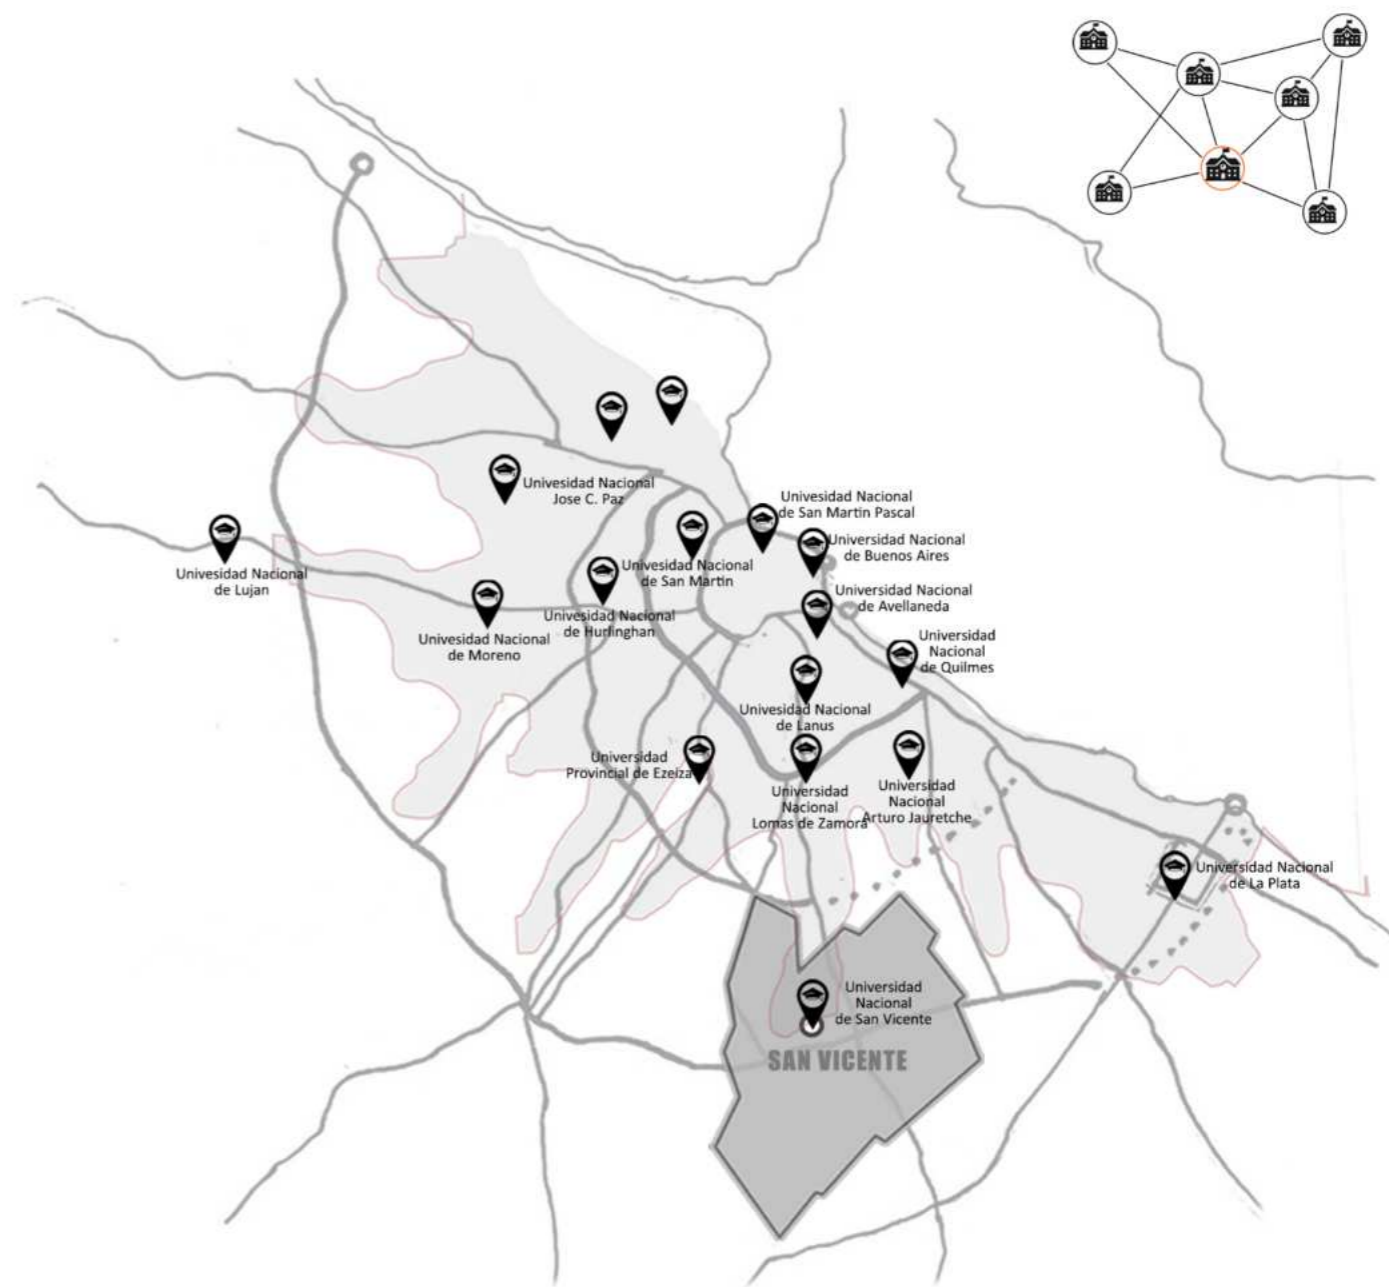 Univesidad Nacional
Jose C. Paz
Univesidad Nacional
de San Martin Pascal
Universidad Nacional
de Buenos Aires
Univesidad Nacional
de Lujan
Univesidad Nacional
de San Martin
Universidad Nacional
de Avellaneda
Univesidad Nacional
de Hurlinghan
Univesidad Nacional
de Moreno
Universidad
Nacional
de Quilmes
Univesidad Nacional
de Lanus
Universidad
Provincial de Ezeiza
Universidad
Nacional
Lomas de Zamora
Universidad
Nacional
Arturo Jauretche
Universidad Nacional
de La Plata
Universidad
Nacional
de San Vicente
SAN VICENTE